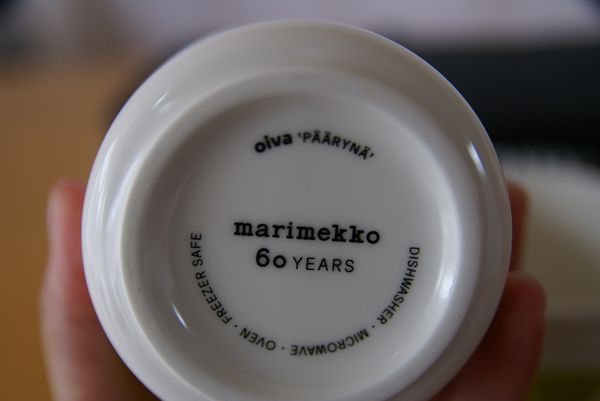 oiva 'PÄÄRYNÄ'
marimekko
60 YEARS
DISHWASHER · MICROWAVE · OVEN · FREEZER SAFE